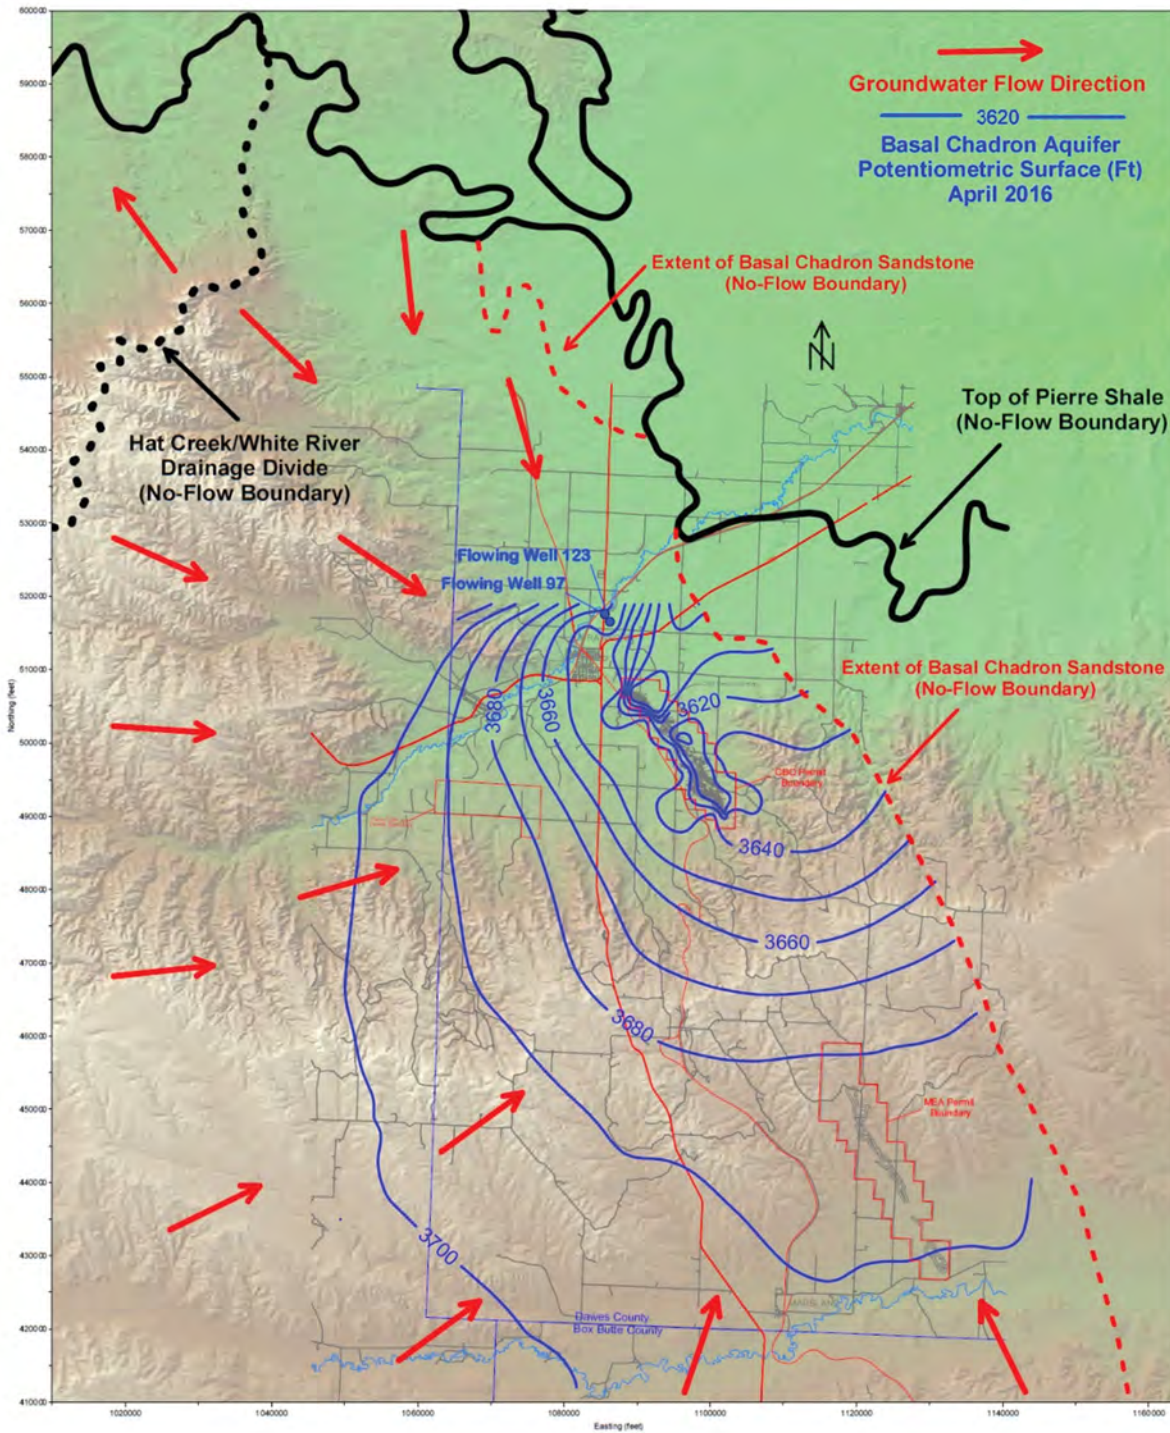 Groundwater Flow Direction
3620
Basal Chadron Aquifer
Potentiometric Surface (Ft)
April 2016
Extent of Basal Chadron Sandstone
(No-Flow Boundary)
N
Top of Pierre Shale
(No-Flow Boundary)
Hat Creek/White River
Drainage Divide
(No-Flow Boundary)
Flowing Well 123
Flowing Well 97
Extent of Basal Chadron Sandstone
(No-Flow Boundary)
3680
3660
3620
Boundary
3640
3660
3680
MEA Permit
Boundary
3700
Dawes County
Box Butte County
Northing (feet)
600000
590000
580000
570000
560000
550000
540000
530000
520000
510000
500000
490000
480000
470000
460000
450000
440000
430000
420000
410000
1020000
1040000
1060000
1080000
1100000
1120000
1140000
1160000
Easting (feet)